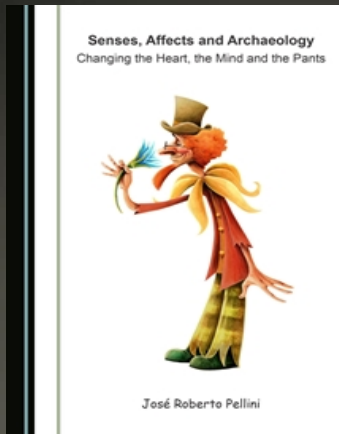 Senses, Affects and Archaeology
Changing the Heart, the Mind and the Pants
José Roberto Pellini